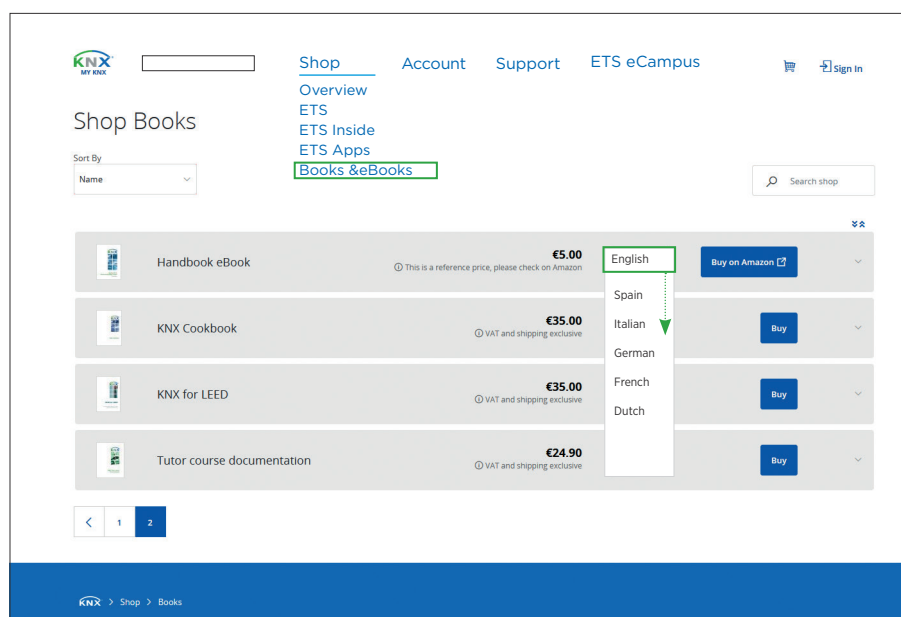 KNX
MY KNX
Shop Account Support ETS eCampus
Sign In
Overview
ETS
ETS Inside
ETS Apps
Books &eBooks
Shop Books
Sort By
Name
Search shop
Handbook eBook
€5.00
This is a reference price, please check on Amazon
English
Buy on Amazon
Spain
Italian
German
French
Dutch
KNX Cookbook
€35.00
VAT and shipping exclusive
Buy
KNX for LEED
€35.00
VAT and shipping exclusive
Buy
Tutor course documentation
€24.90
VAT and shipping exclusive
Buy
< 1 2
KNX > Shop > Books